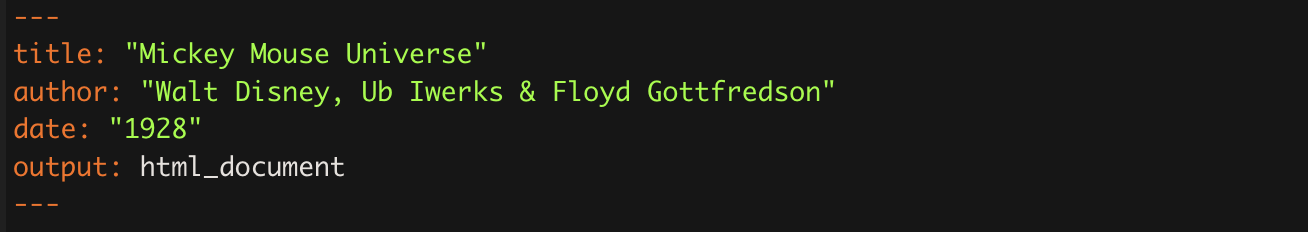 ---
title: "Mickey Mouse Universe"
author: "Walt Disney, Ub Iwerks & Floyd Gottfredson"
date: "1928"
output: html_document
---